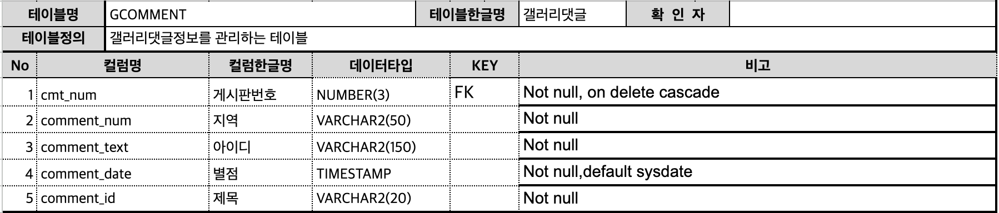 테이블명 GCOMMENT 테이블한글명 갤러리댓글 확 인 자
테이블정의 갤러리댓글정보를 관리하는 테이블
No 컬럼명 컬럼한글명 데이터타입 KEY 비고
1 cmt_num 게시판번호 NUMBER(3) FK Not null, on delete cascade
2 comment_num 지역 VARCHAR2(50) Not null
3 comment_text 아이디 VARCHAR2(150) Not null
4 comment_date 별점 TIMESTAMP Not null,default sysdate
5 comment_id 제목 VARCHAR2(20) Not null